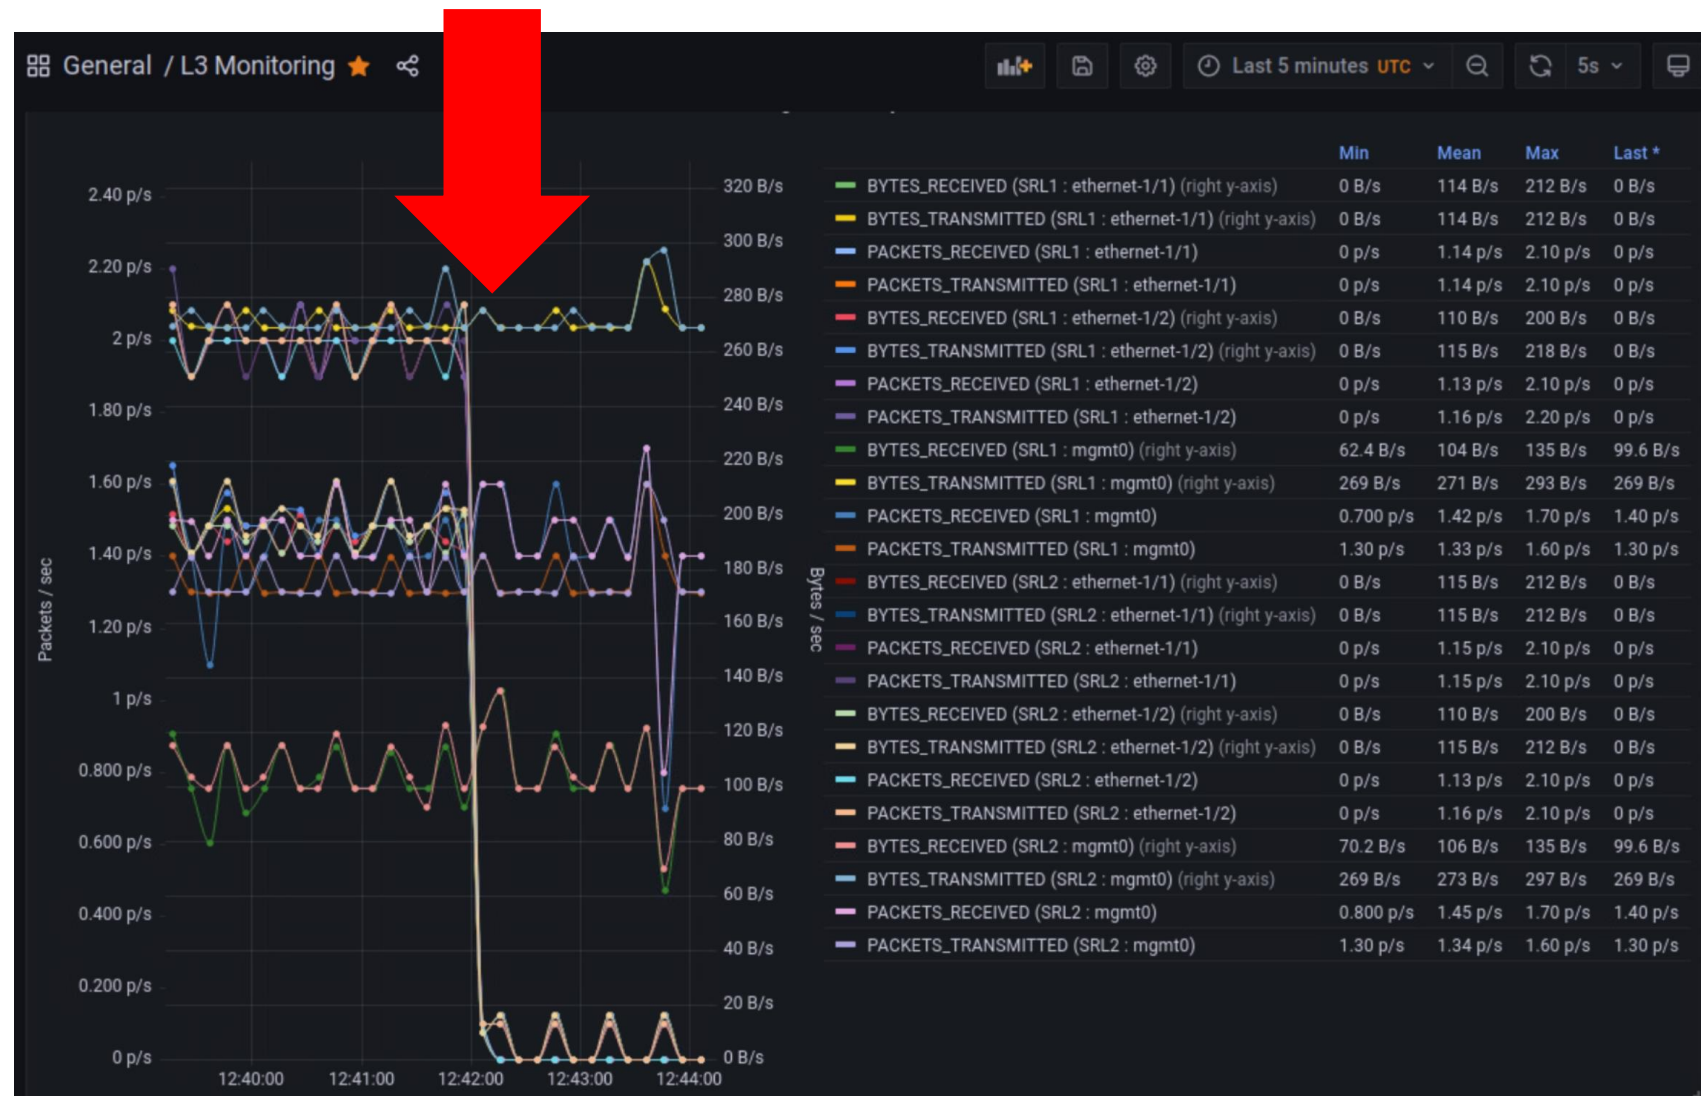 General / L3 Monitoring
Last 5 minutes UTC
5s
Packets / sec
2.40 p/s
2.20 p/s
2 p/s
1.80 p/s
1.60 p/s
1.40 p/s
1.20 p/s
1 p/s
0.800 p/s
0.600 p/s
0.400 p/s
0.200 p/s
0 p/s
320 B/s
300 B/s
280 B/s
260 B/s
240 B/s
220 B/s
200 B/s
180 B/s
160 B/s
140 B/s
120 B/s
100 B/s
80 B/s
60 B/s
40 B/s
20 B/s
0 B/s
Bytes / sec
12:40:00 12:41:00 12:42:00 12:43:00 12:44:00
Min Mean Max Last *
BYTES_RECEIVED (SRL1 : ethernet-1/1) (right y-axis) 0 B/s 114 B/s 212 B/s 0 B/s
BYTES_TRANSMITTED (SRL1 : ethernet-1/1) (right y-axis) 0 B/s 114 B/s 212 B/s 0 B/s
PACKETS_RECEIVED (SRL1 : ethernet-1/1) 0 p/s 1.14 p/s 2.10 p/s 0 p/s
PACKETS_TRANSMITTED (SRL1 : ethernet-1/1) 0 p/s 1.14 p/s 2.10 p/s 0 p/s
BYTES_RECEIVED (SRL1 : ethernet-1/2) (right y-axis) 0 B/s 110 B/s 200 B/s 0 B/s
BYTES_TRANSMITTED (SRL1 : ethernet-1/2) (right y-axis) 0 B/s 115 B/s 218 B/s 0 B/s
PACKETS_RECEIVED (SRL1 : ethernet-1/2) 0 p/s 1.13 p/s 2.10 p/s 0 p/s
PACKETS_TRANSMITTED (SRL1 : ethernet-1/2) 0 p/s 1.16 p/s 2.20 p/s 0 p/s
BYTES_RECEIVED (SRL1 : mgmt0) (right y-axis) 62.4 B/s 104 B/s 135 B/s 99.6 B/s
BYTES_TRANSMITTED (SRL1 : mgmt0) (right y-axis) 269 B/s 271 B/s 293 B/s 269 B/s
PACKETS_RECEIVED (SRL1 : mgmt0) 0.700 p/s 1.42 p/s 1.70 p/s 1.40 p/s
PACKETS_TRANSMITTED (SRL1 : mgmt0) 1.30 p/s 1.33 p/s 1.60 p/s 1.30 p/s
BYTES_RECEIVED (SRL2 : ethernet-1/1) (right y-axis) 0 B/s 115 B/s 212 B/s 0 B/s
BYTES_TRANSMITTED (SRL2 : ethernet-1/1) (right y-axis) 0 B/s 115 B/s 212 B/s 0 B/s
PACKETS_RECEIVED (SRL2 : ethernet-1/1) 0 p/s 1.15 p/s 2.10 p/s 0 p/s
PACKETS_TRANSMITTED (SRL2 : ethernet-1/1) 0 p/s 1.15 p/s 2.10 p/s 0 p/s
BYTES_RECEIVED (SRL2 : ethernet-1/2) (right y-axis) 0 B/s 110 B/s 200 B/s 0 B/s
BYTES_TRANSMITTED (SRL2 : ethernet-1/2) (right y-axis) 0 B/s 115 B/s 212 B/s 0 B/s
PACKETS_RECEIVED (SRL2 : ethernet-1/2) 0 p/s 1.13 p/s 2.10 p/s 0 p/s
PACKETS_TRANSMITTED (SRL2 : ethernet-1/2) 0 p/s 1.16 p/s 2.10 p/s 0 p/s
BYTES_RECEIVED (SRL2 : mgmt0) (right y-axis) 70.2 B/s 106 B/s 135 B/s 99.6 B/s
BYTES_TRANSMITTED (SRL2 : mgmt0) (right y-axis) 269 B/s 273 B/s 297 B/s 269 B/s
PACKETS_RECEIVED (SRL2 : mgmt0) 0.800 p/s 1.45 p/s 1.70 p/s 1.40 p/s
PACKETS_TRANSMITTED (SRL2 : mgmt0) 1.30 p/s 1.34 p/s 1.60 p/s 1.30 p/s